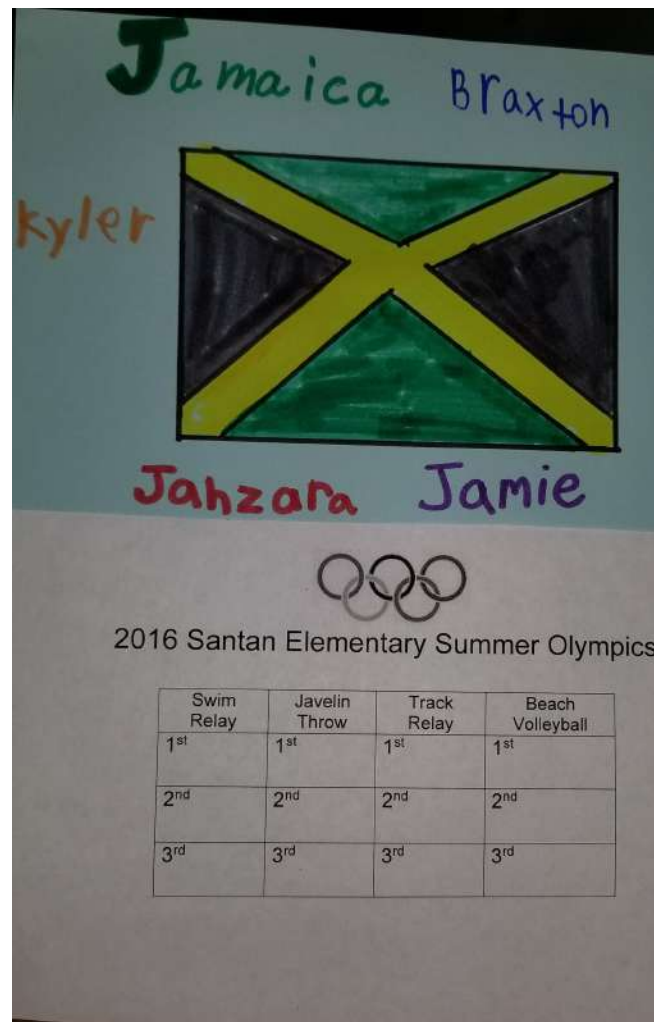 Jamaica Braxton
Kyler
Jahzara Jamie
2016 Santan Elementary Summer Olympics
Swim Relay Javelin Throw Track Relay Beach Volleyball
1st 1st 1st 1st
2nd 2nd 2nd 2nd
3rd 3rd 3rd 3rd